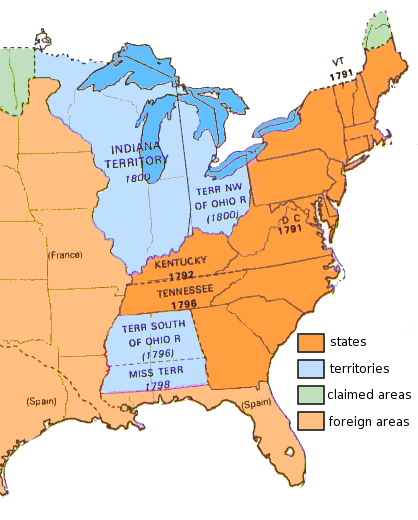 VT
1791
INDIANA
TERRITORY
1800
TERR NW
OF OHIO R
(1800)
D C
1791
(France)
KENTUCKY
1792
TENNESSEE
1796
TERR SOUTH
OF OHIO R
(1796)
MISS TERR
1798
(Spain)
(Spain)
states
territories
claimed areas
foreign areas